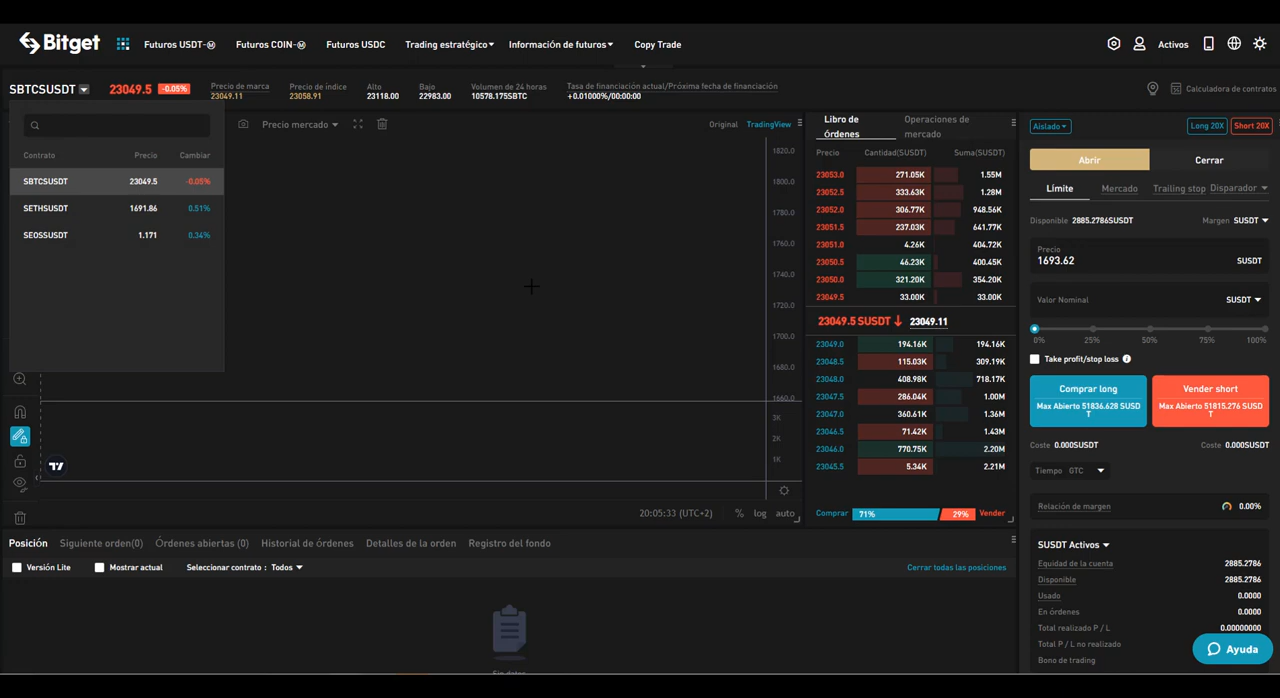 Bitget
Futuros USDT-Ⓜ
Futuros COIN-Ⓜ
Futuros USDC
Trading estratégico
Información de futuros
Copy Trade
Activos
SBTCSUSDT
23049.5
-0.05%
Precio de marca
23049.11
Precio de índice
23058.91
Alto
23118.00
Bajo
22983.00
Volumen de 24 horas
10578.175SBTC
Tasa de financiación actual/Próxima fecha de financiación
+0.01000%/00:00:00
Calculadora de contratos
Contrato Precio Cambiar
SBTCSUSDT 23049.5 -0.05%
SETHSUSDT 1691.86 0.51%
SEOSSUSDT 1.171 0.34%
Precio mercado
Original TradingView
1820.0
1800.0
1780.0
1760.0
1740.0
1720.0
1700.0
1680.0
1660.0
3K
2K
1K
20:05:33 (UTC+2) % log auto
Libro de
órdenes
Operaciones de
mercado
Precio Cantidad(SUSDT) Suma(SUSDT)
23053.0 271.05K 1.55M
23052.5 333.63K 1.28M
23052.0 306.77K 948.56K
23051.5 237.03K 641.77K
23051.0 4.26K 404.72K
23050.5 46.23K 400.45K
23050.0 321.20K 354.20K
23049.5 33.00K 33.00K
23049.5 SUSDT 23049.11
23049.0 194.16K 194.16K
23048.5 115.03K 309.19K
23048.0 408.98K 718.17K
23047.5 286.04K 1.00M
23047.0 360.61K 1.36M
23046.5 71.42K 1.43M
23046.0 770.75K 2.20M
23045.5 5.34K 2.21M
Comprar 71% 29% Vender
Aislado Long 20X Short 20X
Abrir Cerrar
Límite Mercado Trailing stop Disparador
Disponible 2885.2786SUSDT Margen SUSDT
Precio
1693.62 SUSDT
Valor Nominal SUSDT
0% 25% 50% 75% 100%
Take profit/stop loss
Comprar long
Max Abierto 51836.628 SUSD
T
Vender short
Max Abierto 51815.276 SUSD
T
Coste 0.000SUSDT Coste 0.000SUSDT
Tiempo GTC
Relación de margen 0.00%
SUSDT Activos
Equidad de la cuenta 2885.2786
Disponible 2885.2786
Usado 0.0000
En órdenes 0.0000
Total realizado P / L 0.00000000
Total P / L no realizado
Bono de trading
Ayuda
Posición Siguiente orden(0) Órdenes abiertas (0) Historial de órdenes Detalles de la orden Registro del fondo
Versión Lite Mostrar actual Seleccionar contrato : Todos Cerrar todas las posiciones
Sin datos